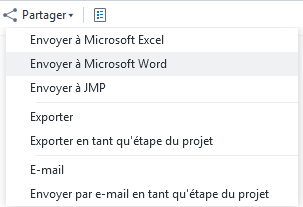 Partager
Envoyer à Microsoft Excel
Envoyer à Microsoft Word
Envoyer à JMP
Exporter
Exporter en tant qu'étape du projet
E-mail
Envoyer par e-mail en tant qu'étape du projet